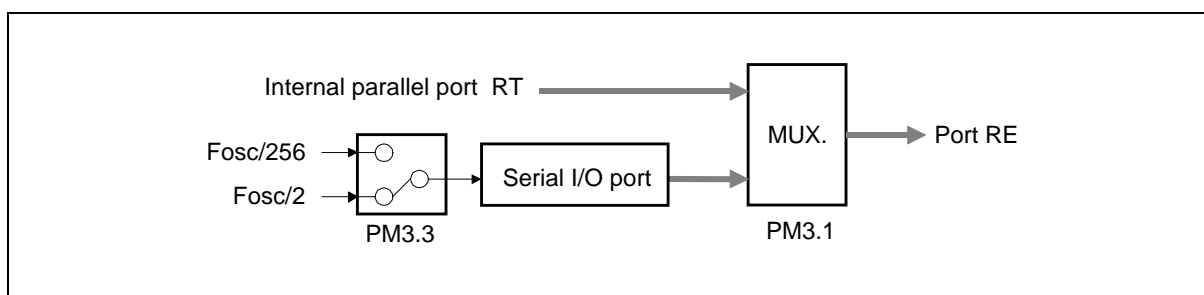 Internal parallel port RT
MUX.
Port RE
Fosc/256
Serial I/O port
Fosc/2
PM3.3
PM3.1